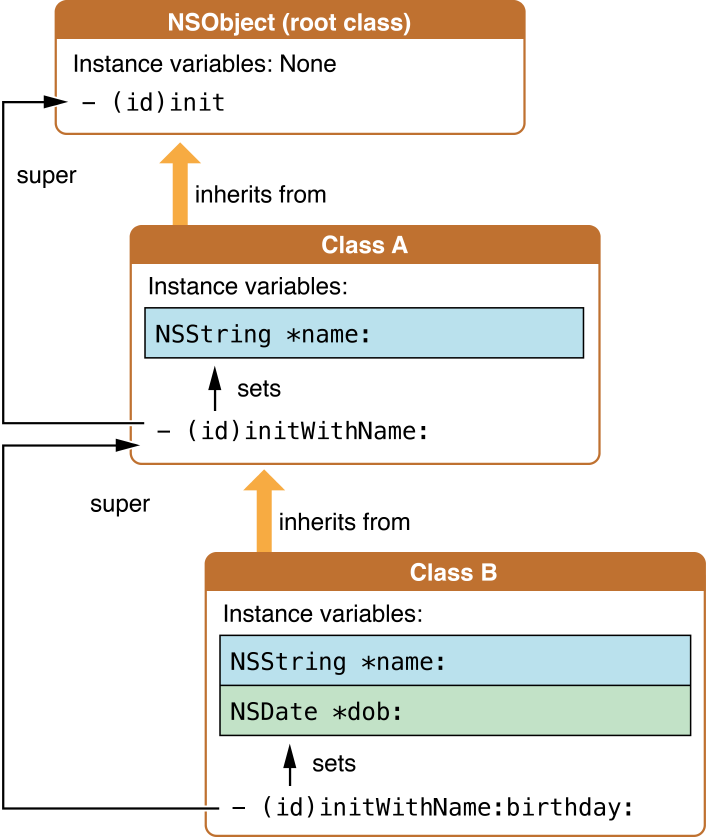 NSObject (root class)
Instance variables: None
– (id)init
super
inherits from
Class A
Instance variables:
NSString *name:
sets
– (id)initWithName:
super
inherits from
Class B
Instance variables:
NSString *name:
NSDate *dob:
sets
– (id)initWithName:birthday: